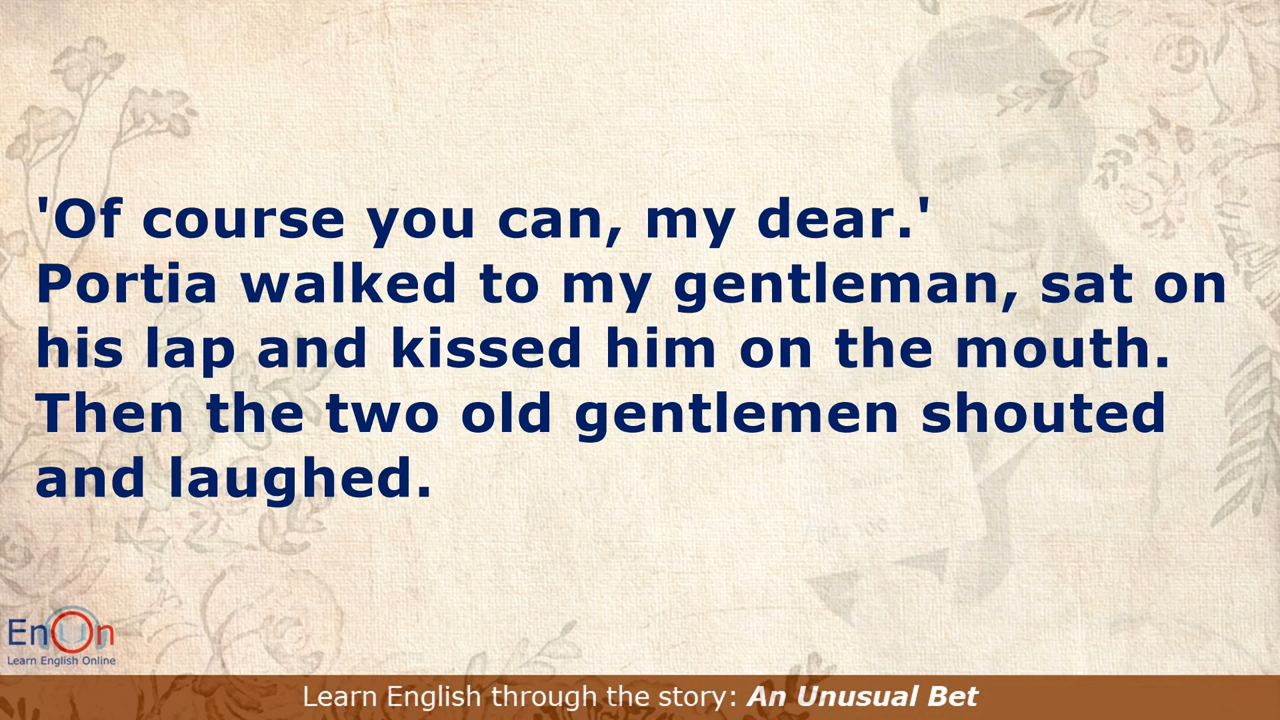 'Of course you can, my dear.'
Portia walked to my gentleman, sat on
his lap and kissed him on the mouth.
Then the two old gentlemen shouted
and laughed.
EnOn
Learn English Online
Learn English through the story: An Unusual Bet